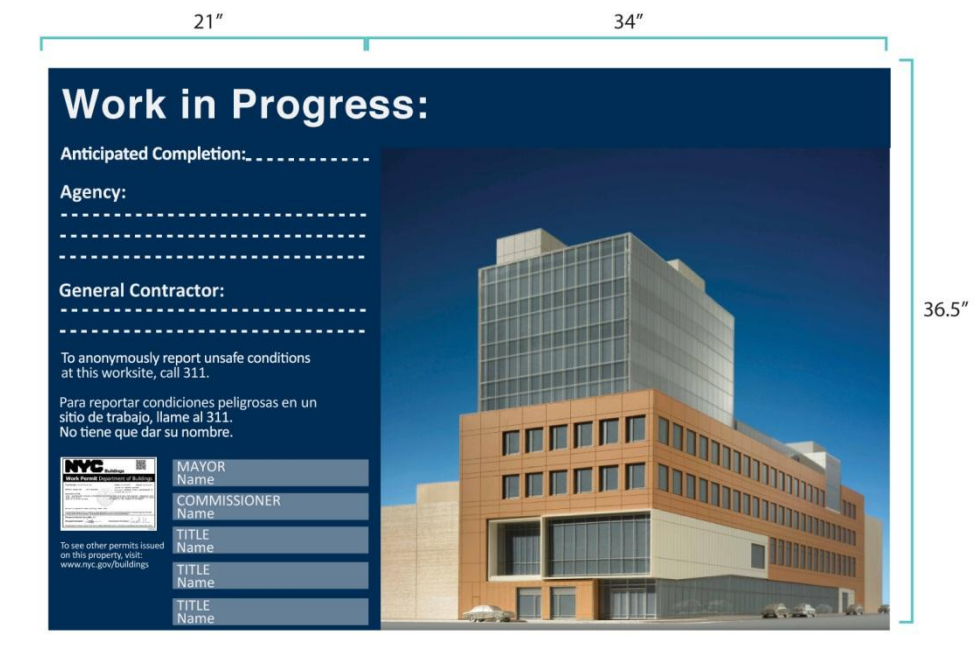 21″
34″
36.5″
Work in Progress:
Anticipated Completion:
Agency:
General Contractor:
To anonymously report unsafe conditions
at this worksite, call 311.
Para reportar condiciones peligrosas en un
sitio de trabajo, llame al 311.
No tiene que dar su nombre.
NYC Buildings
Work Permit Department of Buildings
To see other permits issued
on this property, visit:
www.nyc.gov/buildings
MAYOR
Name
COMMISSIONER
Name
TITLE
Name
TITLE
Name
TITLE
Name